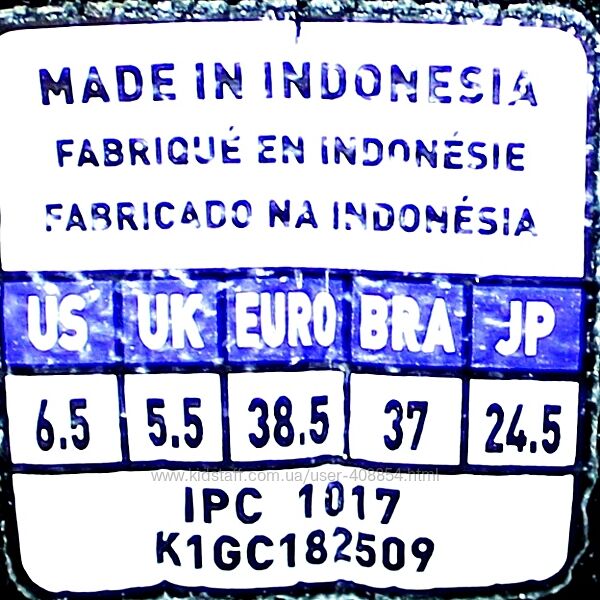 MADE IN INDONESIA
FABRIQUÉ EN INDONÉSIE
FABRICADO NA INDONÉSIA
US UK EURO BRA JP
6.5 5.5 38.5 37 24.5
www.kidstaff.com.ua/user-408854.html
IPC 1017
K1GC182509